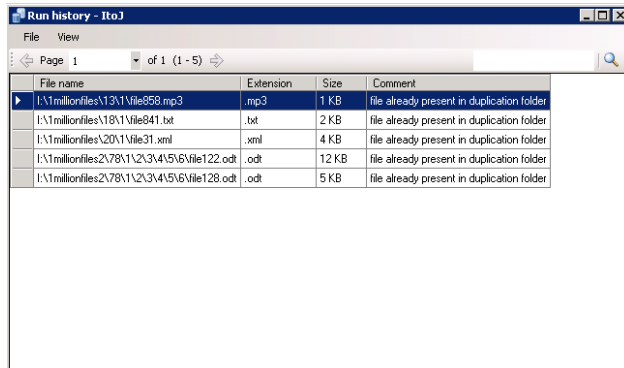 Run history - ItoJ
File View
Page 1 of 1 (1 - 5)
File name Extension Size Comment
I:\1millionfiles\13\1\file858.mp3 .mp3 1 KB file already present in duplication folder
I:\1millionfiles\18\1\file841.txt .txt 2 KB file already present in duplication folder
I:\1millionfiles\20\1\file31.xml .xml 4 KB file already present in duplication folder
I:\1millionfiles2\78\1\2\3\4\5\6\file122.odt .odt 12 KB file already present in duplication folder
I:\1millionfiles2\78\1\2\3\4\5\6\file128.odt .odt 5 KB file already present in duplication folder